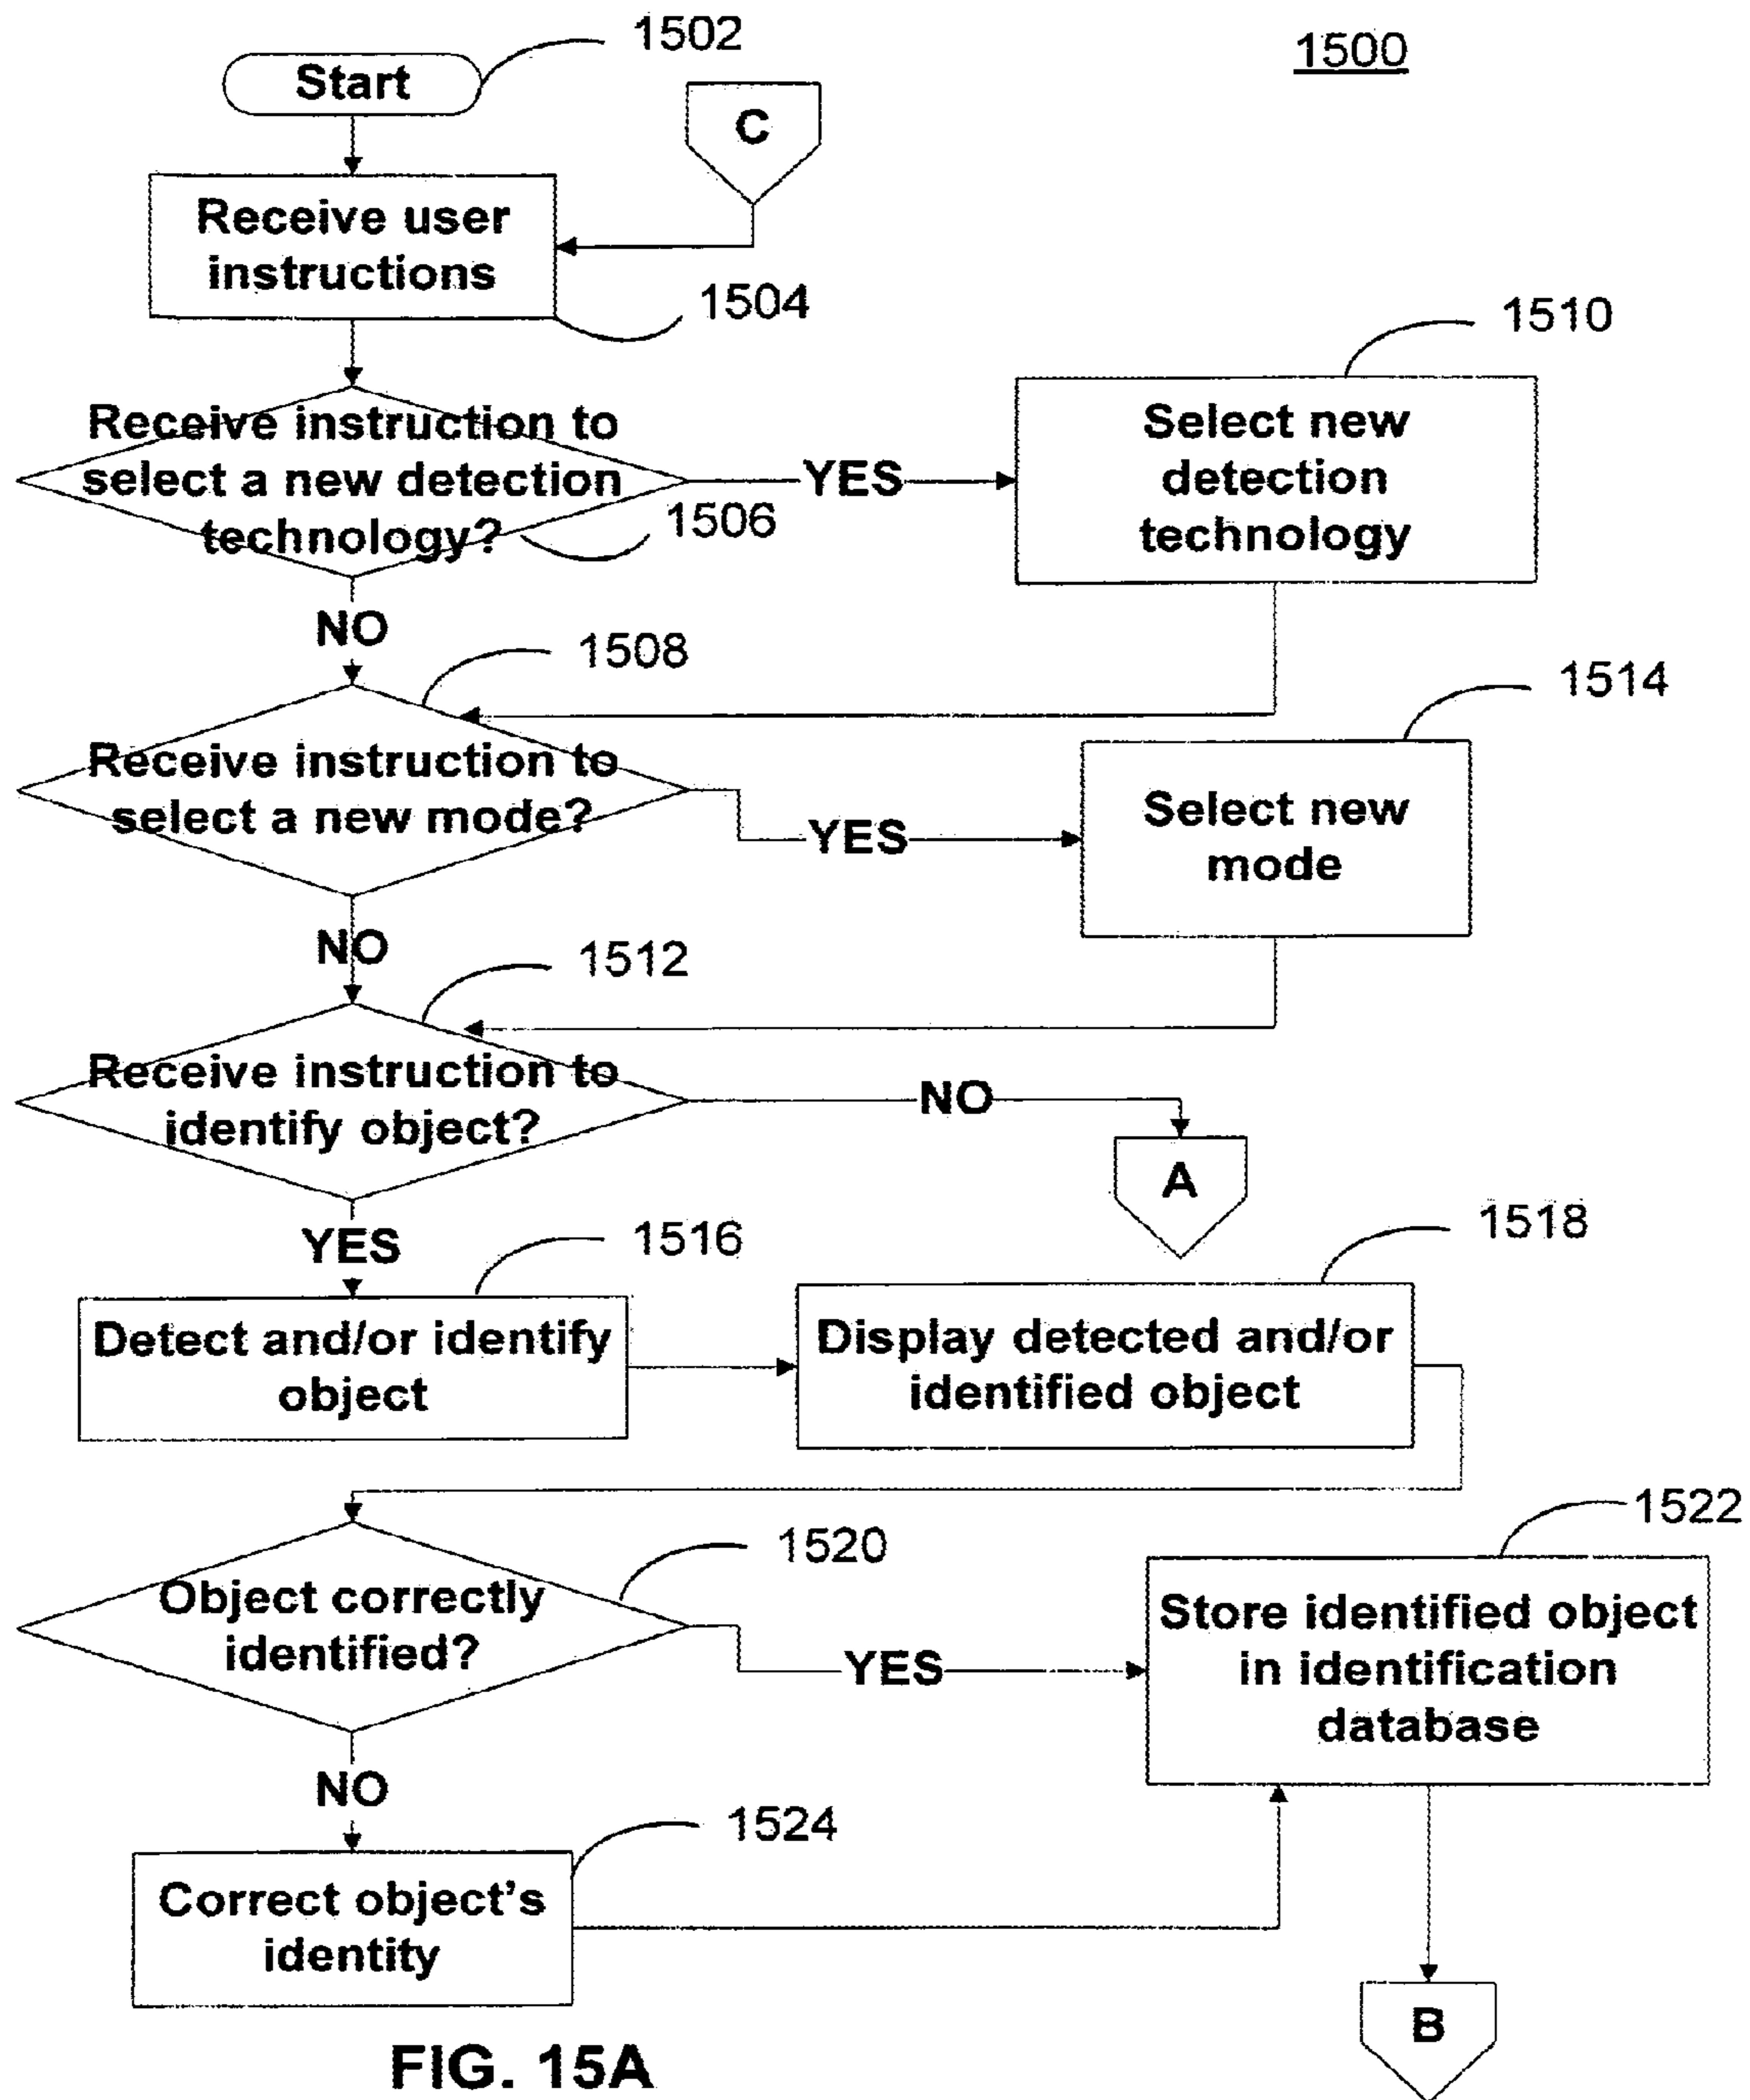 1502
1500
Start
C
Receive user
instructions
1504
1510
Receive instruction to
select a new detection
technology?
1506
YES
Select new
detection
technology
NO
1508
1514
Receive instruction to
select a new mode?
YES
Select new
mode
NO
1512
Receive instruction to
identify object?
NO
A
YES
1516
1518
Detect and/or identify
object
Display detected and/or
identified object
1520
1522
Object correctly
identified?
YES
Store identified object
in identification
database
NO
1524
Correct object's
identity
B
FIG. 15A